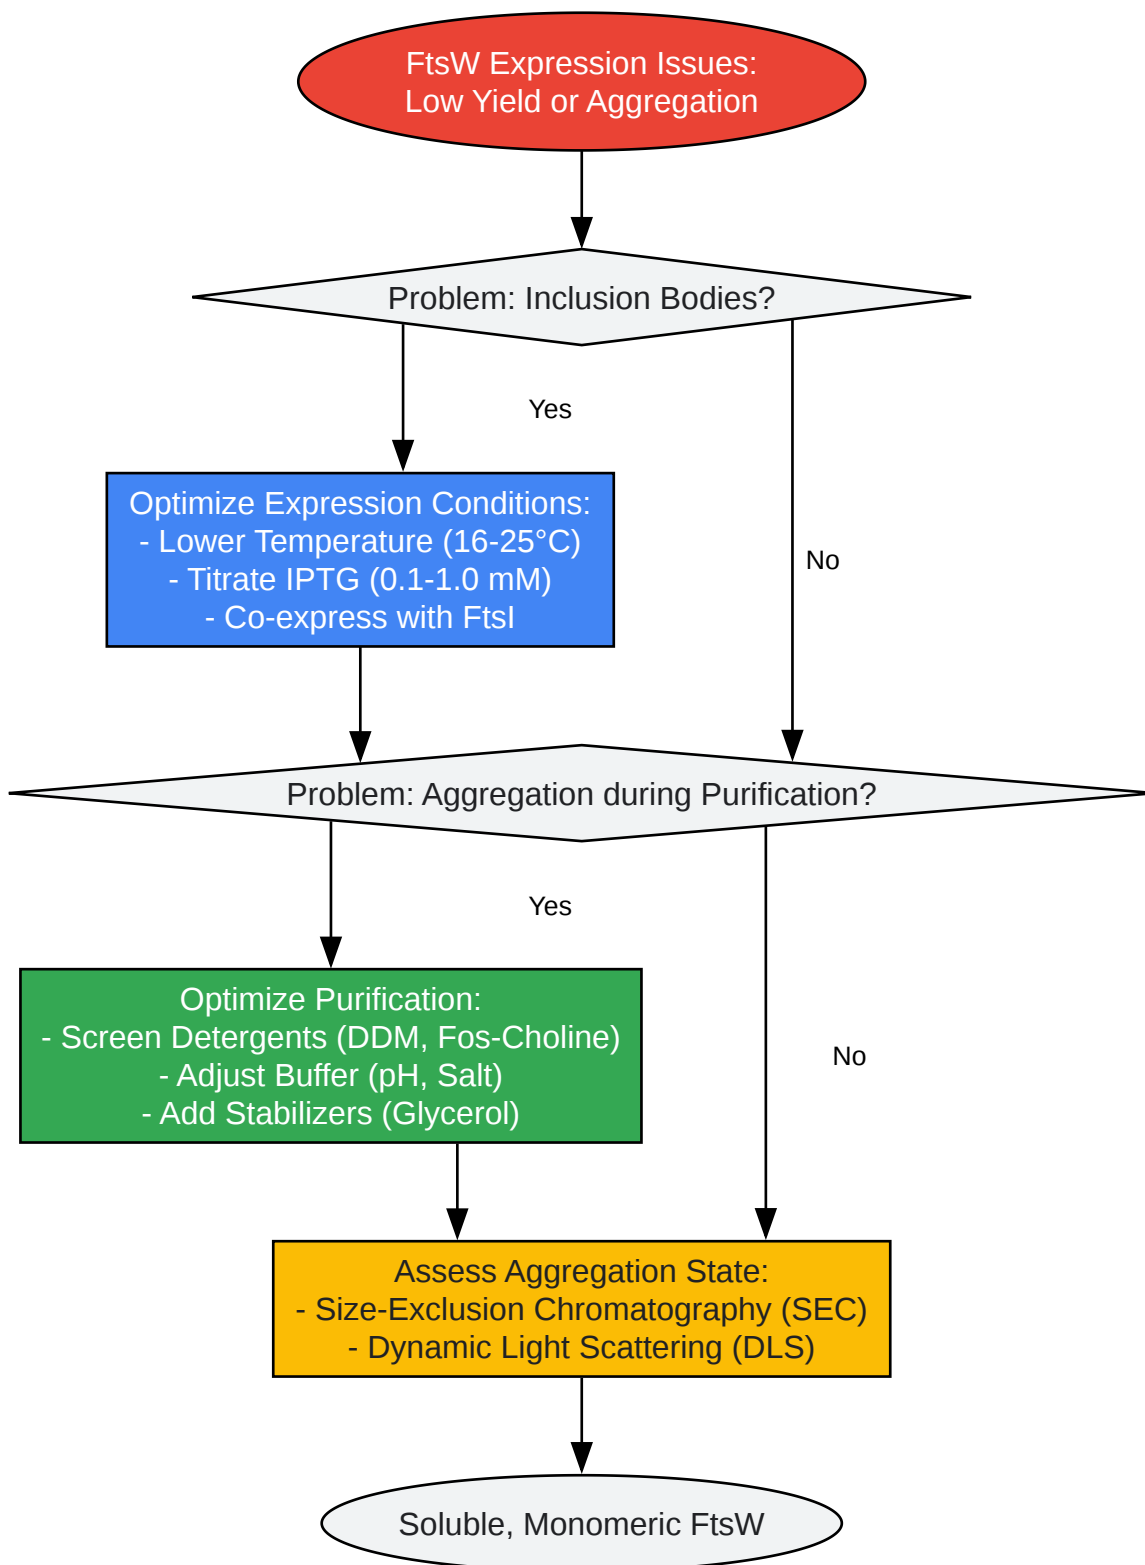 FtsW Expression Issues:
Low Yield or Aggregation
Problem: Inclusion Bodies?
Yes
Optimize Expression Conditions:
- Lower Temperature (16-25°C)
- Titrate IPTG (0.1-1.0 mM)
- Co-express with FtsI
No
Problem: Aggregation during Purification?
Yes
Optimize Purification:
- Screen Detergents (DDM, Fos-Choline)
- Adjust Buffer (pH, Salt)
- Add Stabilizers (Glycerol)
No
Assess Aggregation State:
- Size-Exclusion Chromatography (SEC)
- Dynamic Light Scattering (DLS)
Soluble, Monomeric FtsW